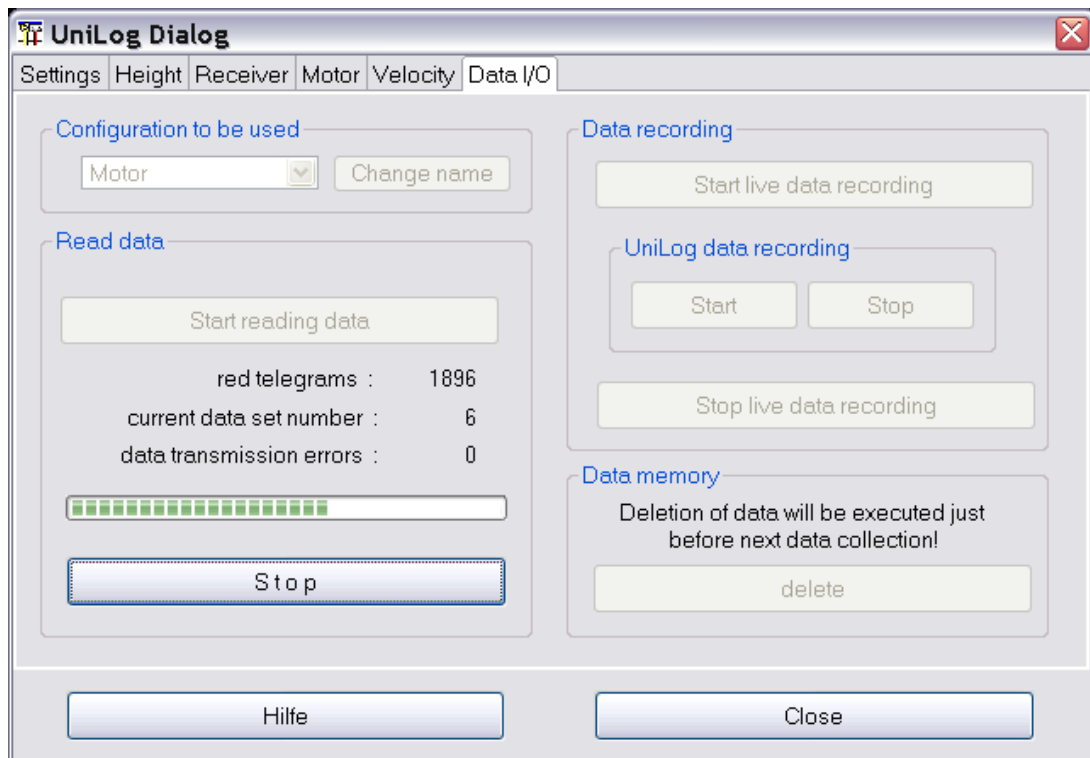 UniLog Dialog
Settings Height Receiver Motor Velocity Data I/O
Configuration to be used
Motor Change name
Read data
Start reading data
red telegrams : 1896
current data set number : 6
data transmission errors : 0
Stop
Data recording
Start live data recording
UniLog data recording
Start Stop
Stop live data recording
Data memory
Deletion of data will be executed just
before next data collection!
delete
Hilfe Close